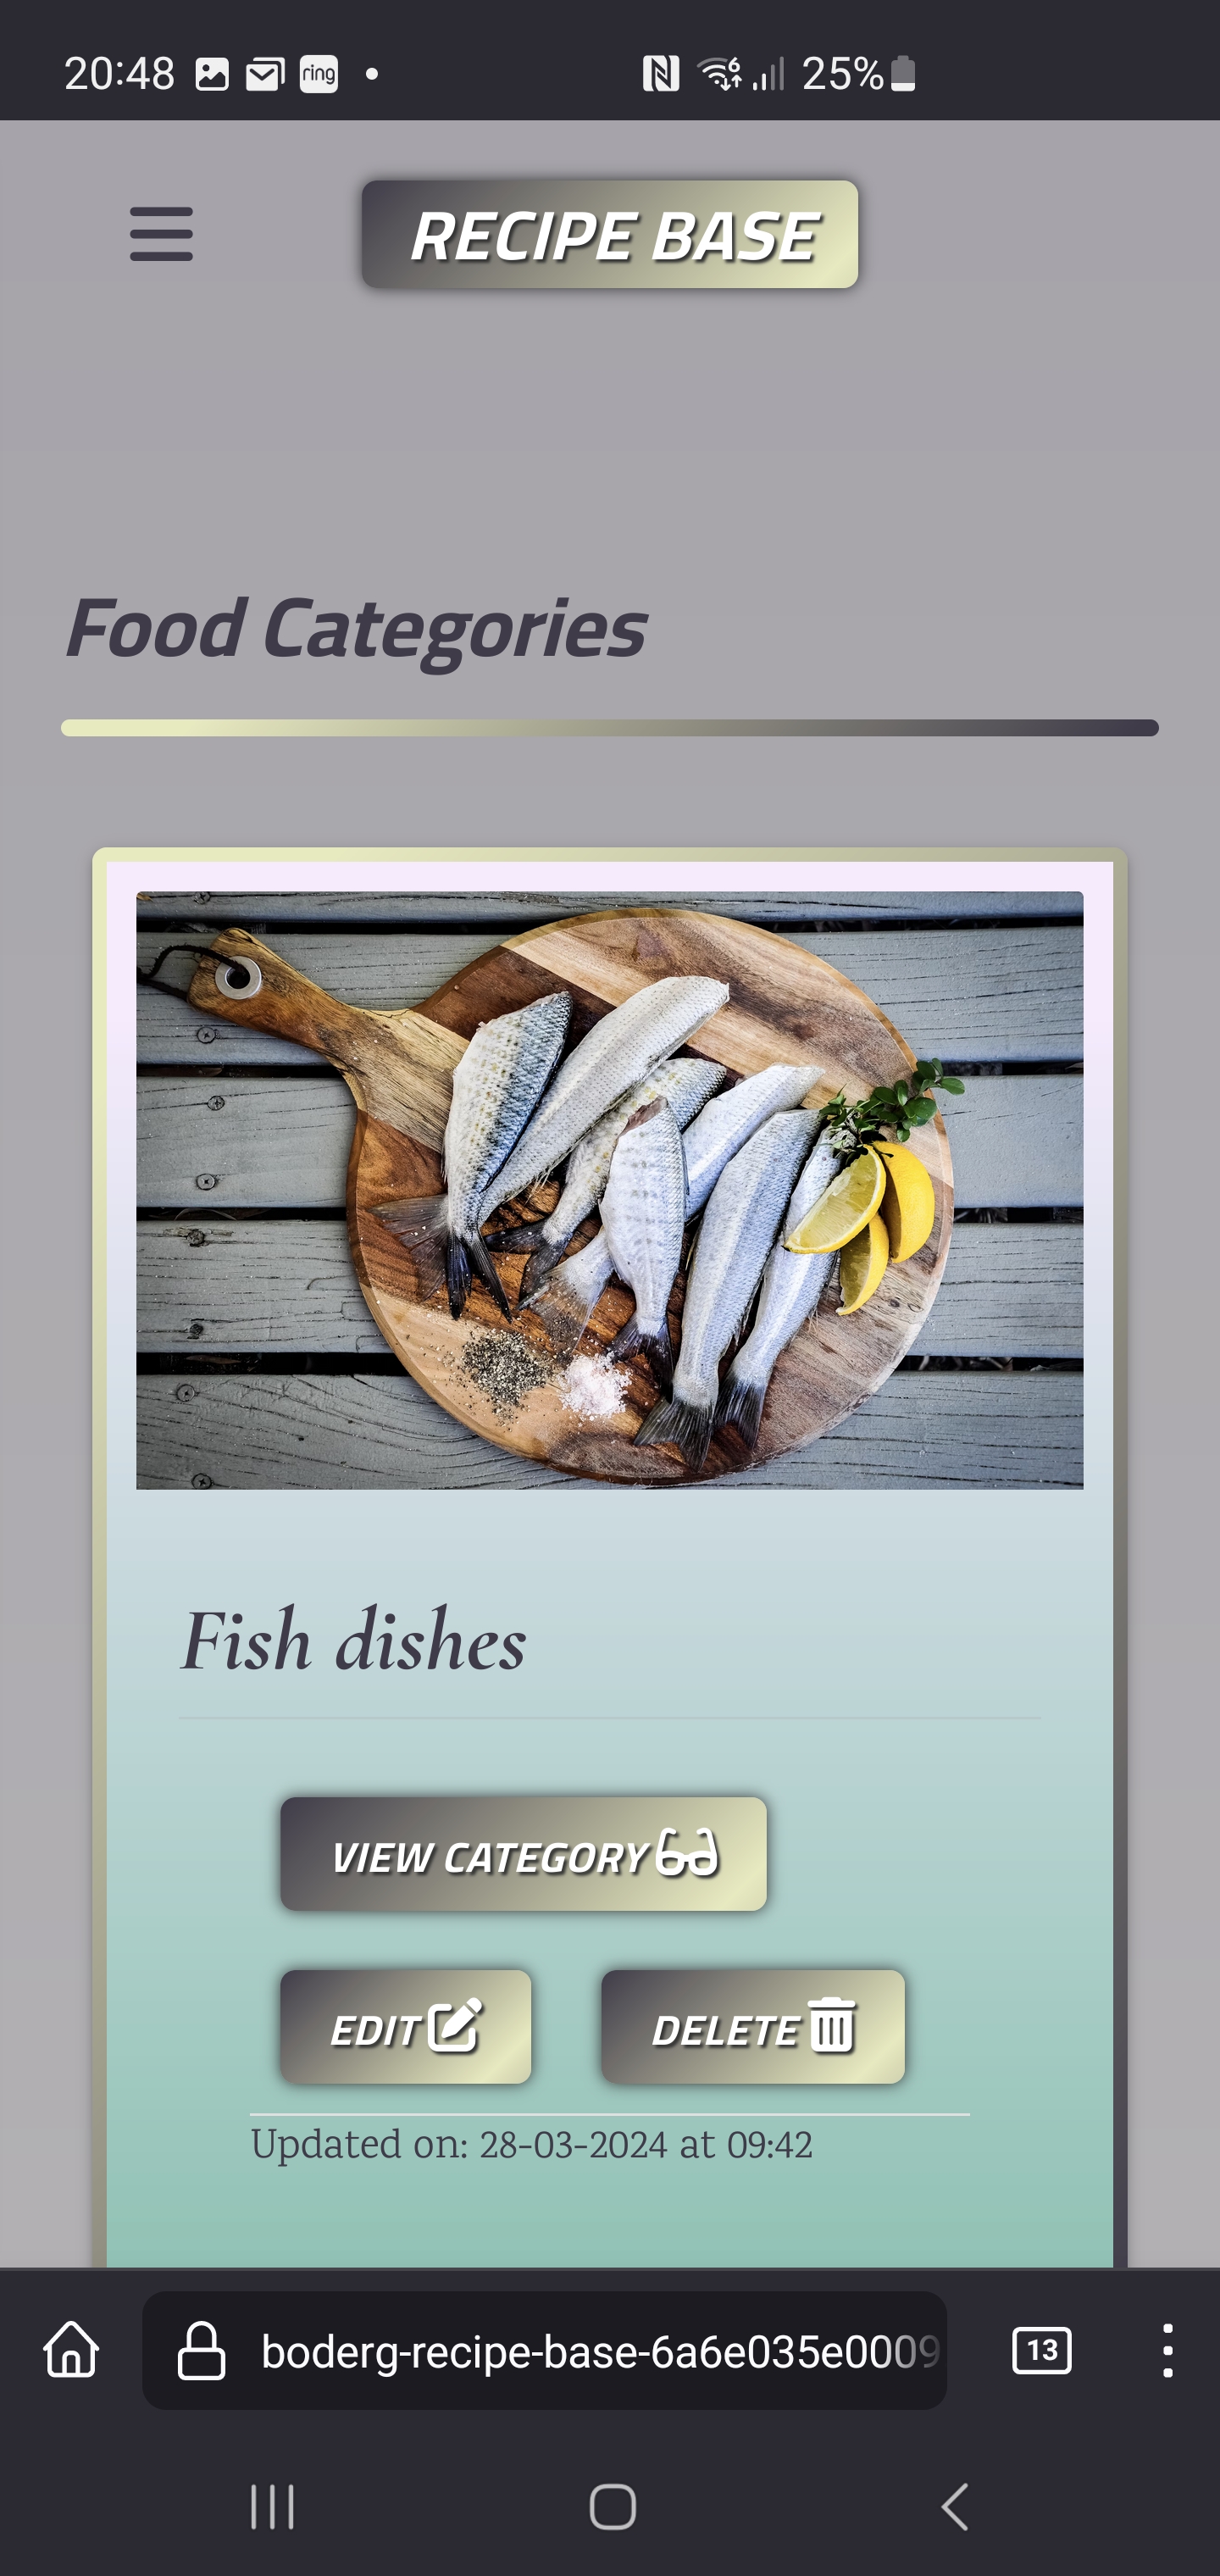 20:48 ring 6 25%
RECIPE BASE
Food Categories
Fish dishes
VIEW CATEGORY
EDIT DELETE
Updated on: 28-03-2024 at 09:42
boderg-recipe-base-6a6e035e0009 13